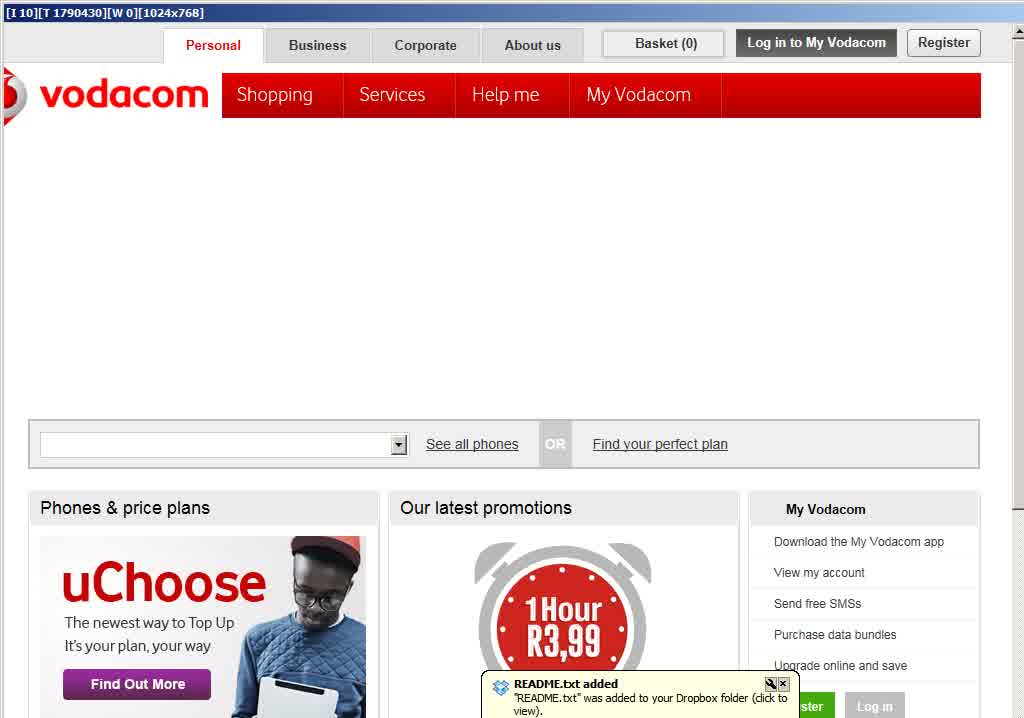 [I 10][T 1790430][W 0][1024x768]
Personal Business Corporate About us Basket (0) Log in to My Vodacom Register
vodacom Shopping Services Help me My Vodacom
See all phones OR Find your perfect plan
Phones & price plans
uChoose
The newest way to Top Up
It's your plan, your way
Find Out More
Our latest promotions
1 Hour
R3,99
My Vodacom
Download the My Vodacom app
View my account
Send free SMSs
Purchase data bundles
Upgrade online and save
Log in
README.txt added
"README.txt" was added to your Dropbox folder (click to
view).